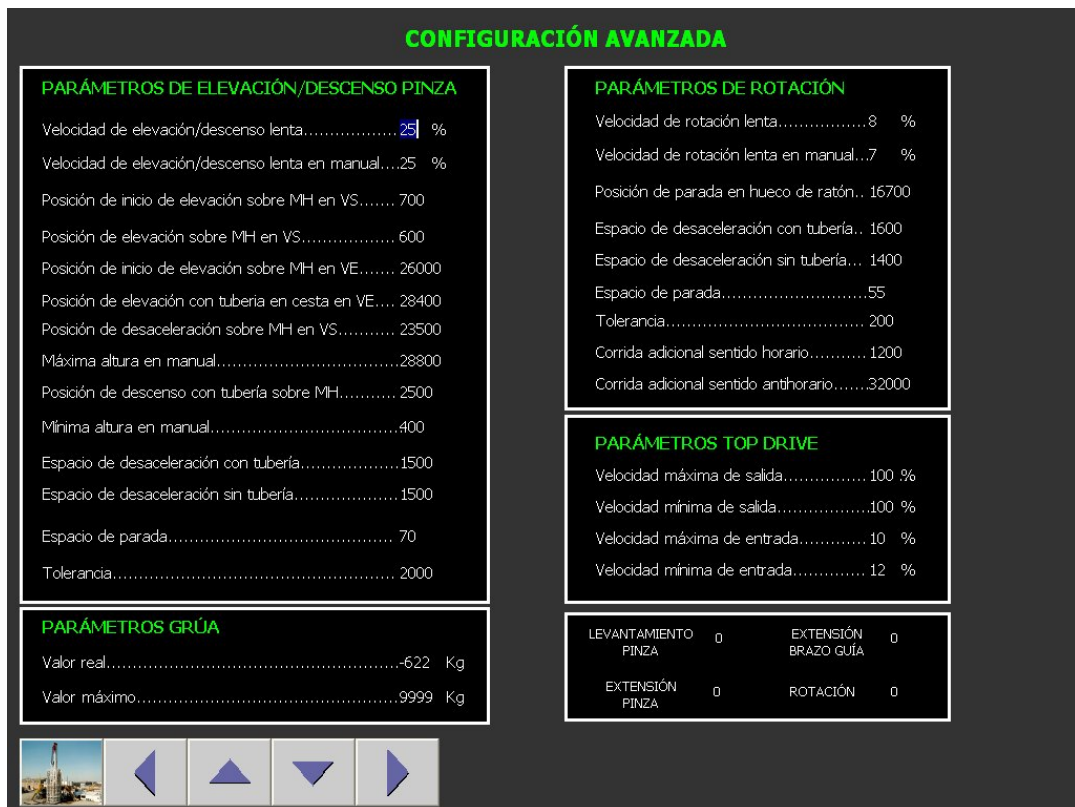 CONFIGURACIÓN AVANZADA
PARÁMETROS DE ELEVACIÓN/DESCENSO PINZA
Velocidad de elevación/descenso lenta..................25 %
Velocidad de elevación/descenso lenta en manual....25 %
Posición de inicio de elevación sobre MH en VS....... 700
Posición de elevación sobre MH en VS.................. 600
Posición de inicio de elevación sobre MH en VE....... 26000
Posición de elevación con tuberia en cesta en VE.... 28400
Posición de desaceleración sobre MH en VS........... 23500
Máxima altura en manual...................................28800
Posición de descenso con tubería sobre MH........... 2500
Mínima altura en manual....................................400
Espacio de desaceleración con tubería...................1500
Espacio de desaceleración sin tubería....................1500
Espacio de parada........................................... 70
Tolerancia...................................................... 2000
PARÁMETROS GRÚA
Valor real........................................................-622 Kg
Valor máximo..................................................9999 Kg
PARÁMETROS DE ROTACIÓN
Velocidad de rotación lenta.................8 %
Velocidad de rotación lenta en manual...7 %
Posición de parada en hueco de ratón.. 16700
Espacio de desaceleración con tubería.. 1600
Espacio de desaceleración sin tubería... 1400
Espacio de parada............................55
Tolerancia...................................... 200
Corrida adicional sentido horario........... 1200
Corrida adicional sentido antihorario.......32000
PARÁMETROS TOP DRIVE
Velocidad máxima de salida................ 100 %
Velocidad mínima de salida..................100 %
Velocidad máxima de entrada............. 10 %
Velocidad mínima de entrada.............. 12 %
LEVANTAMIENTO PINZA 0
EXTENSIÓN BRAZO GUÍA 0
EXTENSIÓN PINZA 0
ROTACIÓN 0